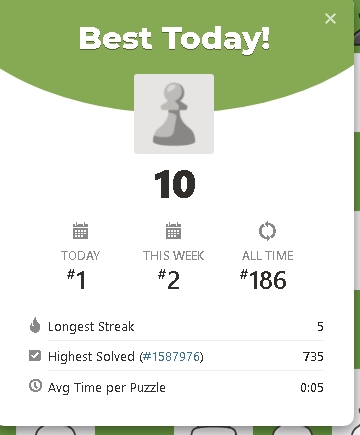 Best Today!
10
TODAY THIS WEEK ALL TIME
#1 #2 #186
Longest Streak 5
Highest Solved (#1587976) 735
Avg Time per Puzzle 0:05